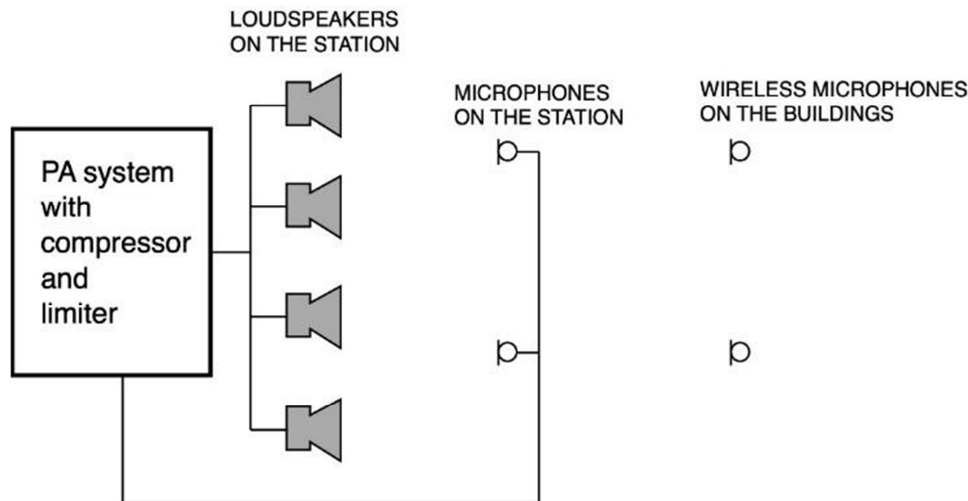 LOUDSPEAKERS
ON THE STATION
MICROPHONES
ON THE STATION
WIRELESS MICROPHONES
ON THE BUILDINGS
PA system
with
compressor
and
limiter